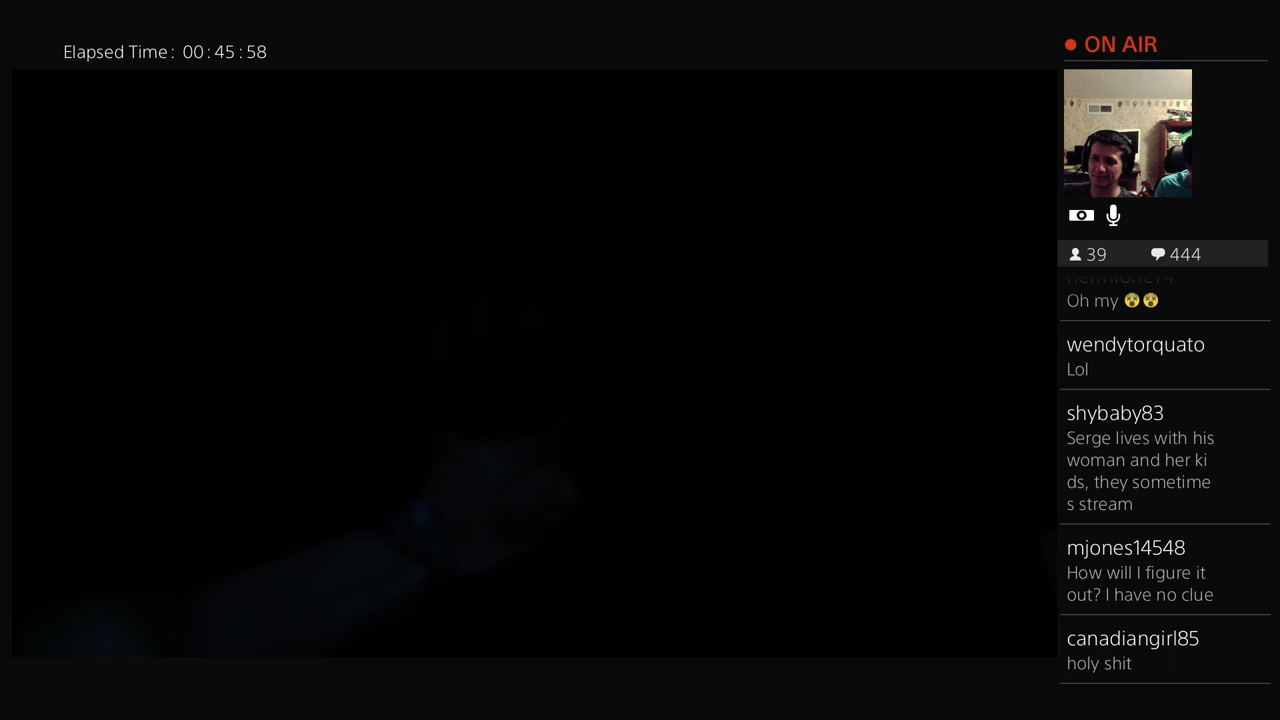 Elapsed Time: 00:45:58
ON AIR
39 444
Oh my 😵😵
wendytorquato
Lol
shybaby83
Serge lives with his
woman and her ki
ds, they sometime
s stream
mjones14548
How will I figure it
out? I have no clue
canadiangirl85
holy shit